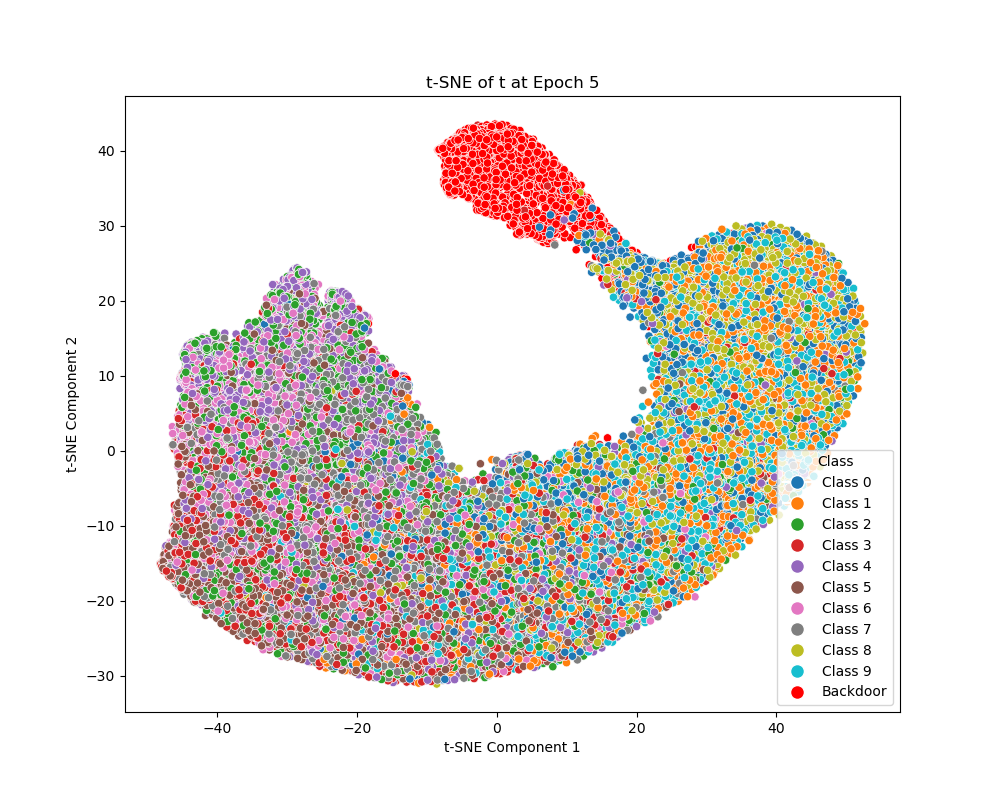 t-SNE of t at Epoch 5
t-SNE Component 2
40
30
20
10
0
−10
−20
−30
−40
−20
0
20
40
t-SNE Component 1
Class
Class 0
Class 1
Class 2
Class 3
Class 4
Class 5
Class 6
Class 7
Class 8
Class 9
Backdoor